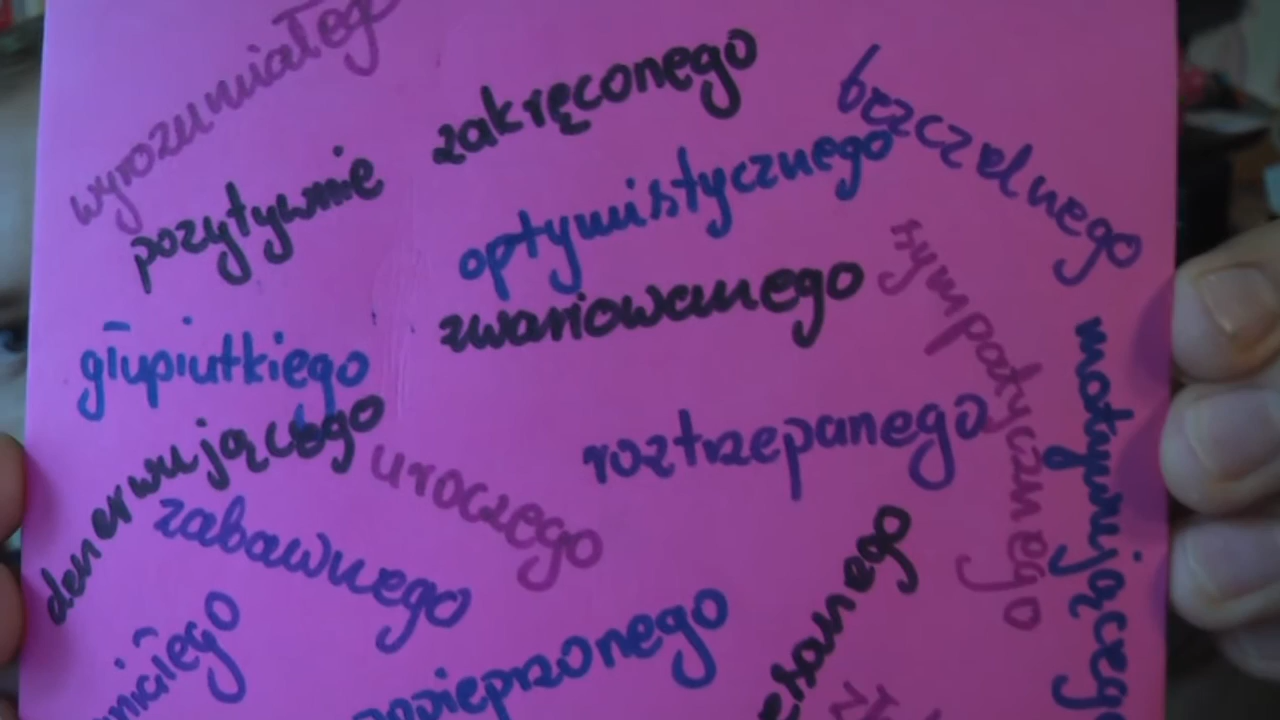 wyrozumiałego
zakręconego
bezczelnego
pozytywnie
optymistycznego
zwariowanego
sympatycznego
głupiutkiego
motywującego
denerwującego
roztrzepanego
uroczego
zabawnego